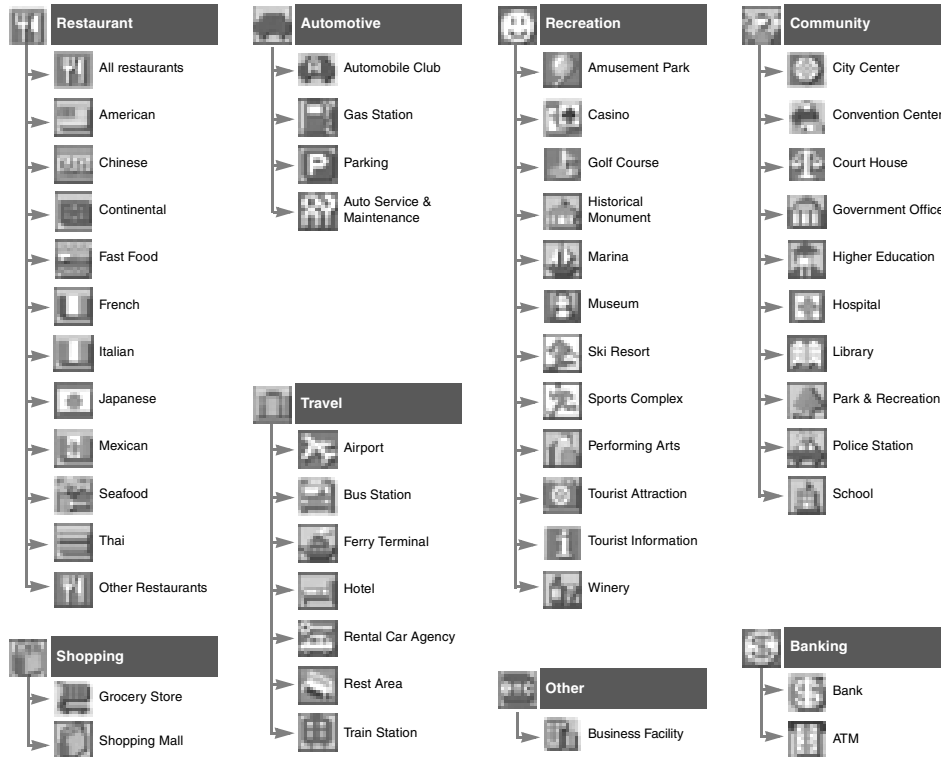 Restaurant
All restaurants
American
Chinese
Continental
Fast Food
French
Italian
Japanese
Mexican
Seafood
Thai
Other Restaurants
Shopping
Grocery Store
Shopping Mall
Automotive
Automobile Club
Gas Station
P
Parking
Auto Service &
Maintenance
Travel
Airport
Bus Station
Ferry Terminal
Hotel
Rental Car Agency
Rest Area
Train Station
Recreation
Amusement Park
Casino
Golf Course
Historical
Monument
Marina
Museum
Ski Resort
Sports Complex
Performing Arts
Tourist Attraction
i
Tourist Information
Winery
etc
Other
Business Facility
Community
City Center
Convention Center
Court House
Government Office
Higher Education
Hospital
Library
Park & Recreation
Police Station
School
$
Banking
$
Bank
ATM